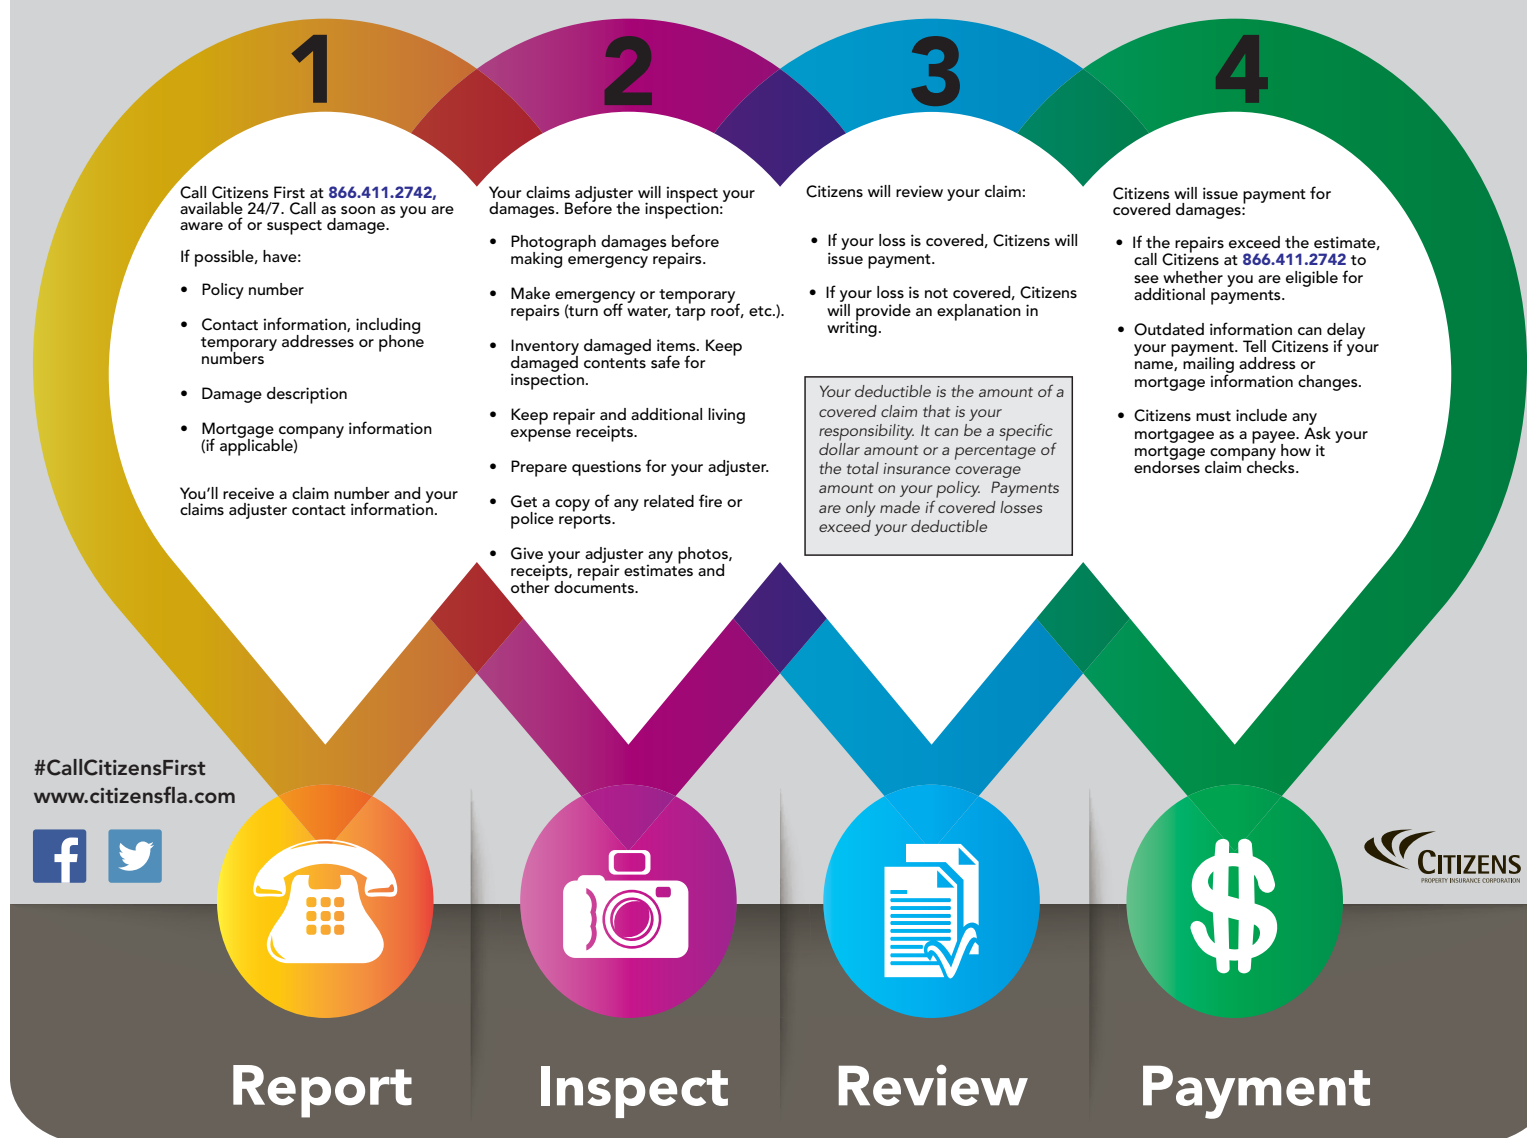 1
Call Citizens First at 866.411.2742,
available 24/7. Call as soon as you are
aware of or suspect damage.
If possible, have:
• Policy number
• Contact information, including
temporary addresses or phone
numbers
• Damage description
• Mortgage company information
(if applicable)
You'll receive a claim number and your
claims adjuster contact information.
2
Your claims adjuster will inspect your
damages. Before the inspection:
• Photograph damages before
making emergency repairs.
• Make emergency or temporary
repairs (turn off water, tarp roof, etc.).
• Inventory damaged items. Keep
damaged contents safe for
inspection.
• Keep repair and additional living
expense receipts.
• Prepare questions for your adjuster.
• Get a copy of any related fire or
police reports.
• Give your adjuster any photos,
receipts, repair estimates and
other documents.
3
Citizens will review your claim:
• If your loss is covered, Citizens will
issue payment.
• If your loss is not covered, Citizens
will provide an explanation in
writing.
Your deductible is the amount of a
covered claim that is your
responsibility. It can be a specific
dollar amount or a percentage of
the total insurance coverage
amount on your policy. Payments
are only made if covered losses
exceed your deductible
4
Citizens will issue payment for
covered damages:
• If the repairs exceed the estimate,
call Citizens at 866.411.2742 to
see whether you are eligible for
additional payments.
• Outdated information can delay
your payment. Tell Citizens if your
name, mailing address or
mortgage information changes.
• Citizens must include any
mortgagee as a payee. Ask your
mortgage company how it
endorses claim checks.
#CallCitizensFirst
www.citizensfla.com
f
$
CITIZENS
PROPERTY INSURANCE CORPORATION
Report
Inspect
Review
Payment